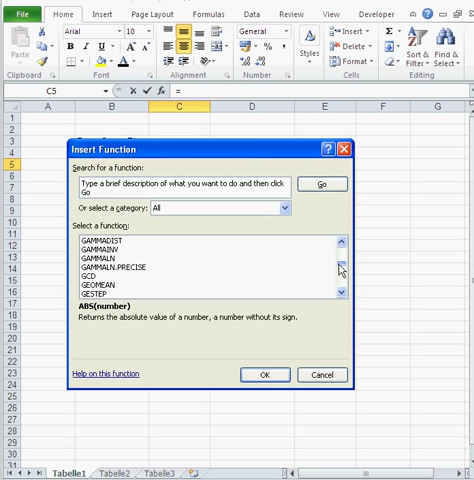 File Home Insert Page Layout Formulas Data Review View Developer
Paste Arial 10 General Styles Insert Delete Format Sort & Filter Find & Select
Clipboard Font Alignment Number Cells Editing
C5 =
A B C D E F G
1
2
3
4
5
6
7
8
9
10
11
12
13
14
15
16
17
18
19
20
21
22
23
24
25
26
27
28
29
30
31
Insert Function
Search for a function:
Type a brief description of what you want to do and then click
Go
Go
Or select a category: All
Select a function:
GAMMADIST
GAMMAINV
GAMMALN
GAMMALN.PRECISE
GCD
GEOMEAN
GESTEP
ABS(number)
Returns the absolute value of a number, a number without its sign.
Help on this function OK Cancel
Tabelle1 Tabelle2 Tabelle3